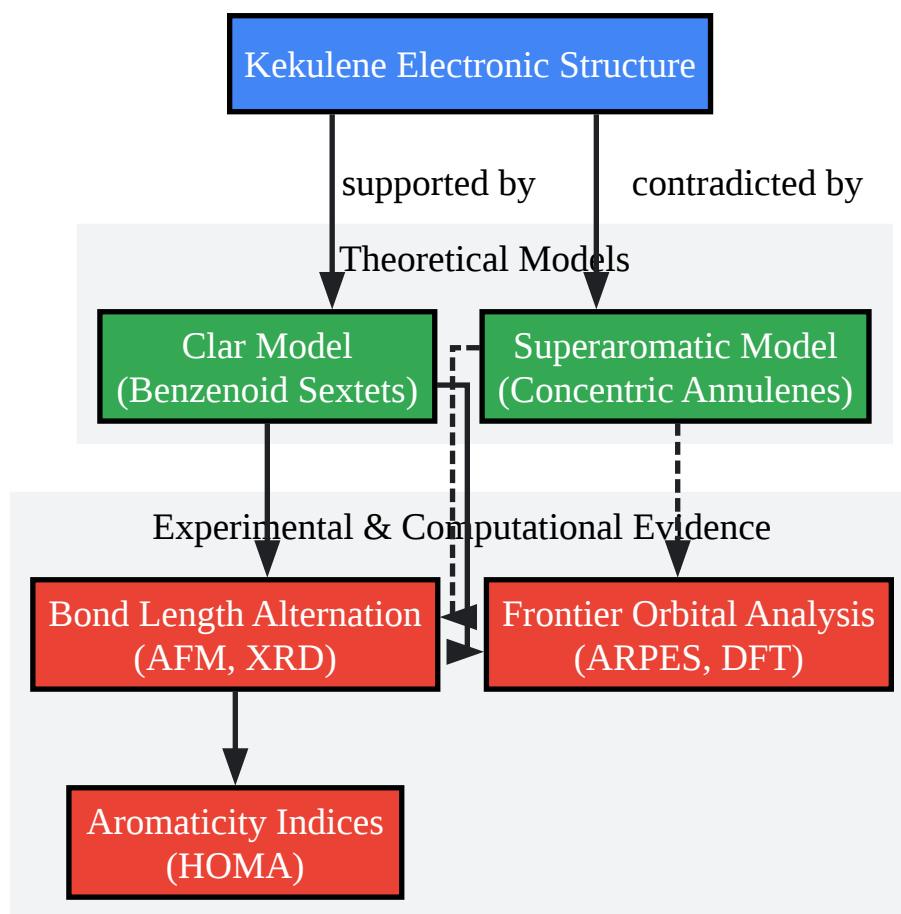 Kekulene Electronic Structure
supported by
contradicted by
Theoretical Models
Clar Model
(Benzenoid Sextets)
Superaromatic Model
(Concentric Annulenes)
Experimental & Computational Evidence
Bond Length Alternation
(AFM, XRD)
Frontier Orbital Analysis
(ARPES, DFT)
Aromaticity Indices
(HOMA)